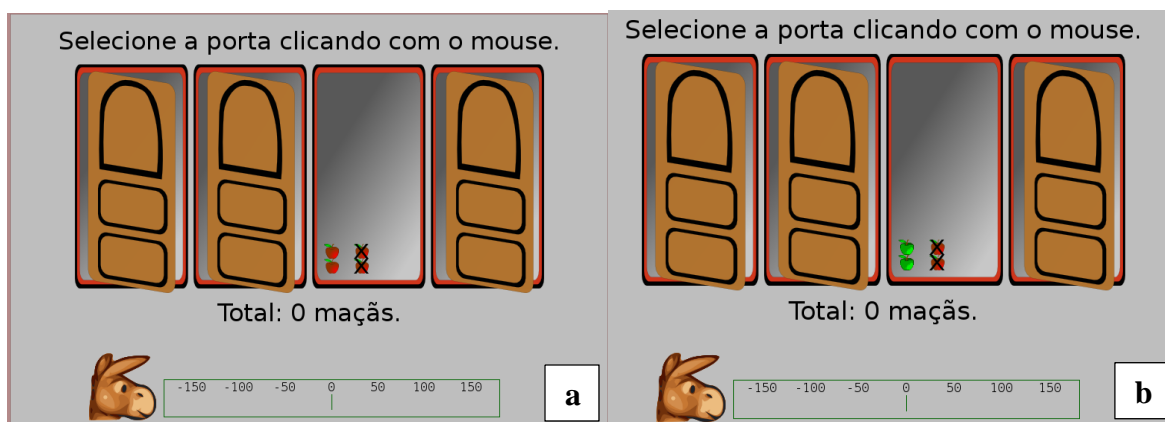 Selecione a porta clicando com o mouse.
Total: 0 maçãs.
-150 -100 -50 0 50 100 150
a
Selecione a porta clicando com o mouse.
Total: 0 maçãs.
-150 -100 -50 0 50 100 150
b